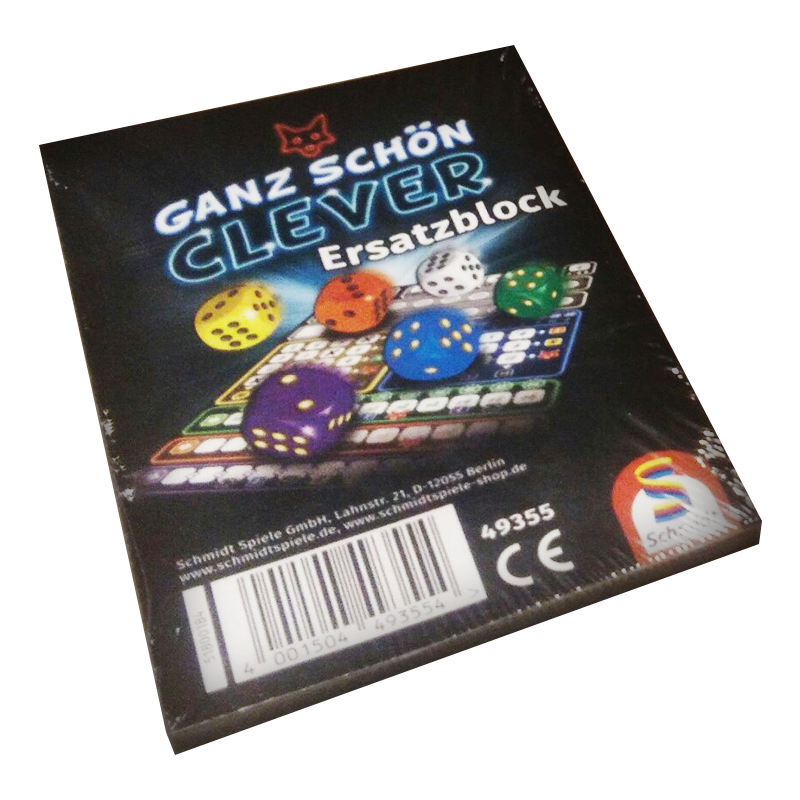 GANZ SCHÖN
CLEVER
Ersatzblock
Schmidt Spiele GmbH, Lahnstr. 21, D-12055 Berlin
www.schmidtspiele.de, www.schmidtspiele-shop.de
49355
CE
Schmidt
4 001504 493554 >